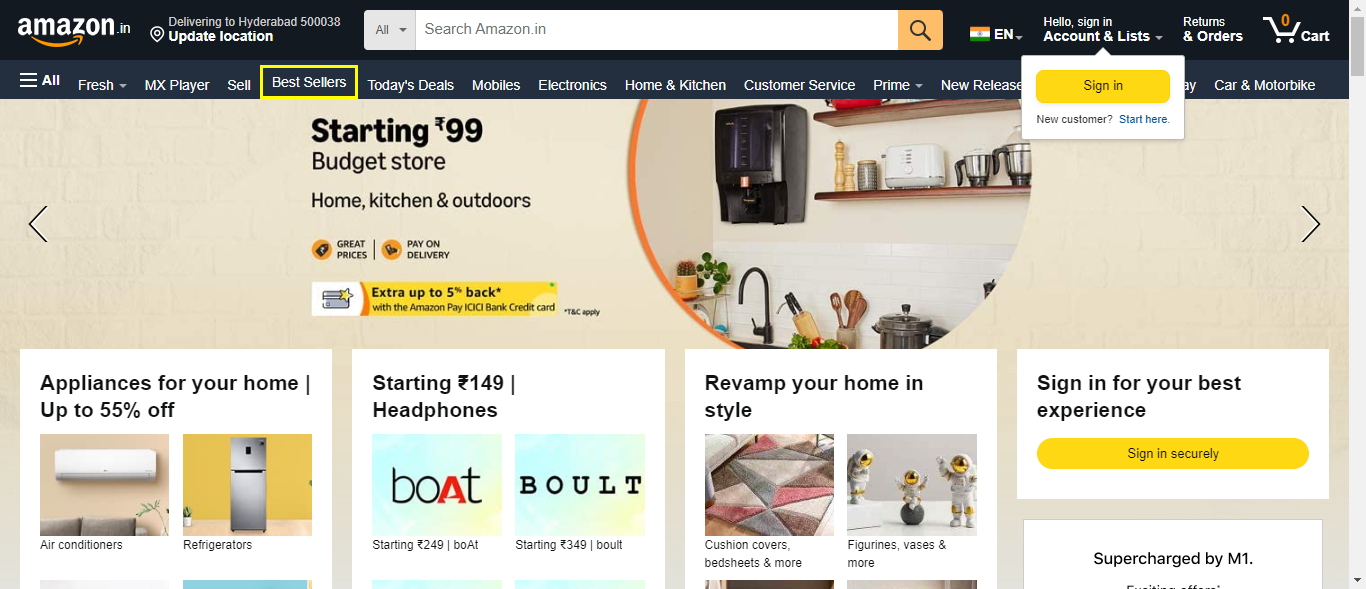 amazon.in
Delivering to Hyderabad 500038
Update location
All
Search Amazon.in
EN
Hello, sign in
Account & Lists
Returns
& Orders
0
Cart
All
Fresh
MX Player
Sell
Best Sellers
Today's Deals
Mobiles
Electronics
Home & Kitchen
Customer Service
Prime
New Release
ay
Car & Motorbike
Sign in
New customer? Start here.
Starting ₹99
Budget store
Home, kitchen & outdoors
GREAT
PRICES
PAY ON
DELIVERY
Extra up to 5% back*
with the Amazon Pay ICICI Bank Credit card
*T&C apply
Appliances for your home |
Up to 55% off
Air conditioners
Refrigerators
Starting ₹149 |
Headphones
boAt
BOULT
Starting ₹249 | boAt
Starting ₹349 | boult
Revamp your home in
style
Cushion covers,
bedsheets & more
Figurines, vases &
more
Sign in for your best
experience
Sign in securely
Supercharged by M1.
Exciting offers*